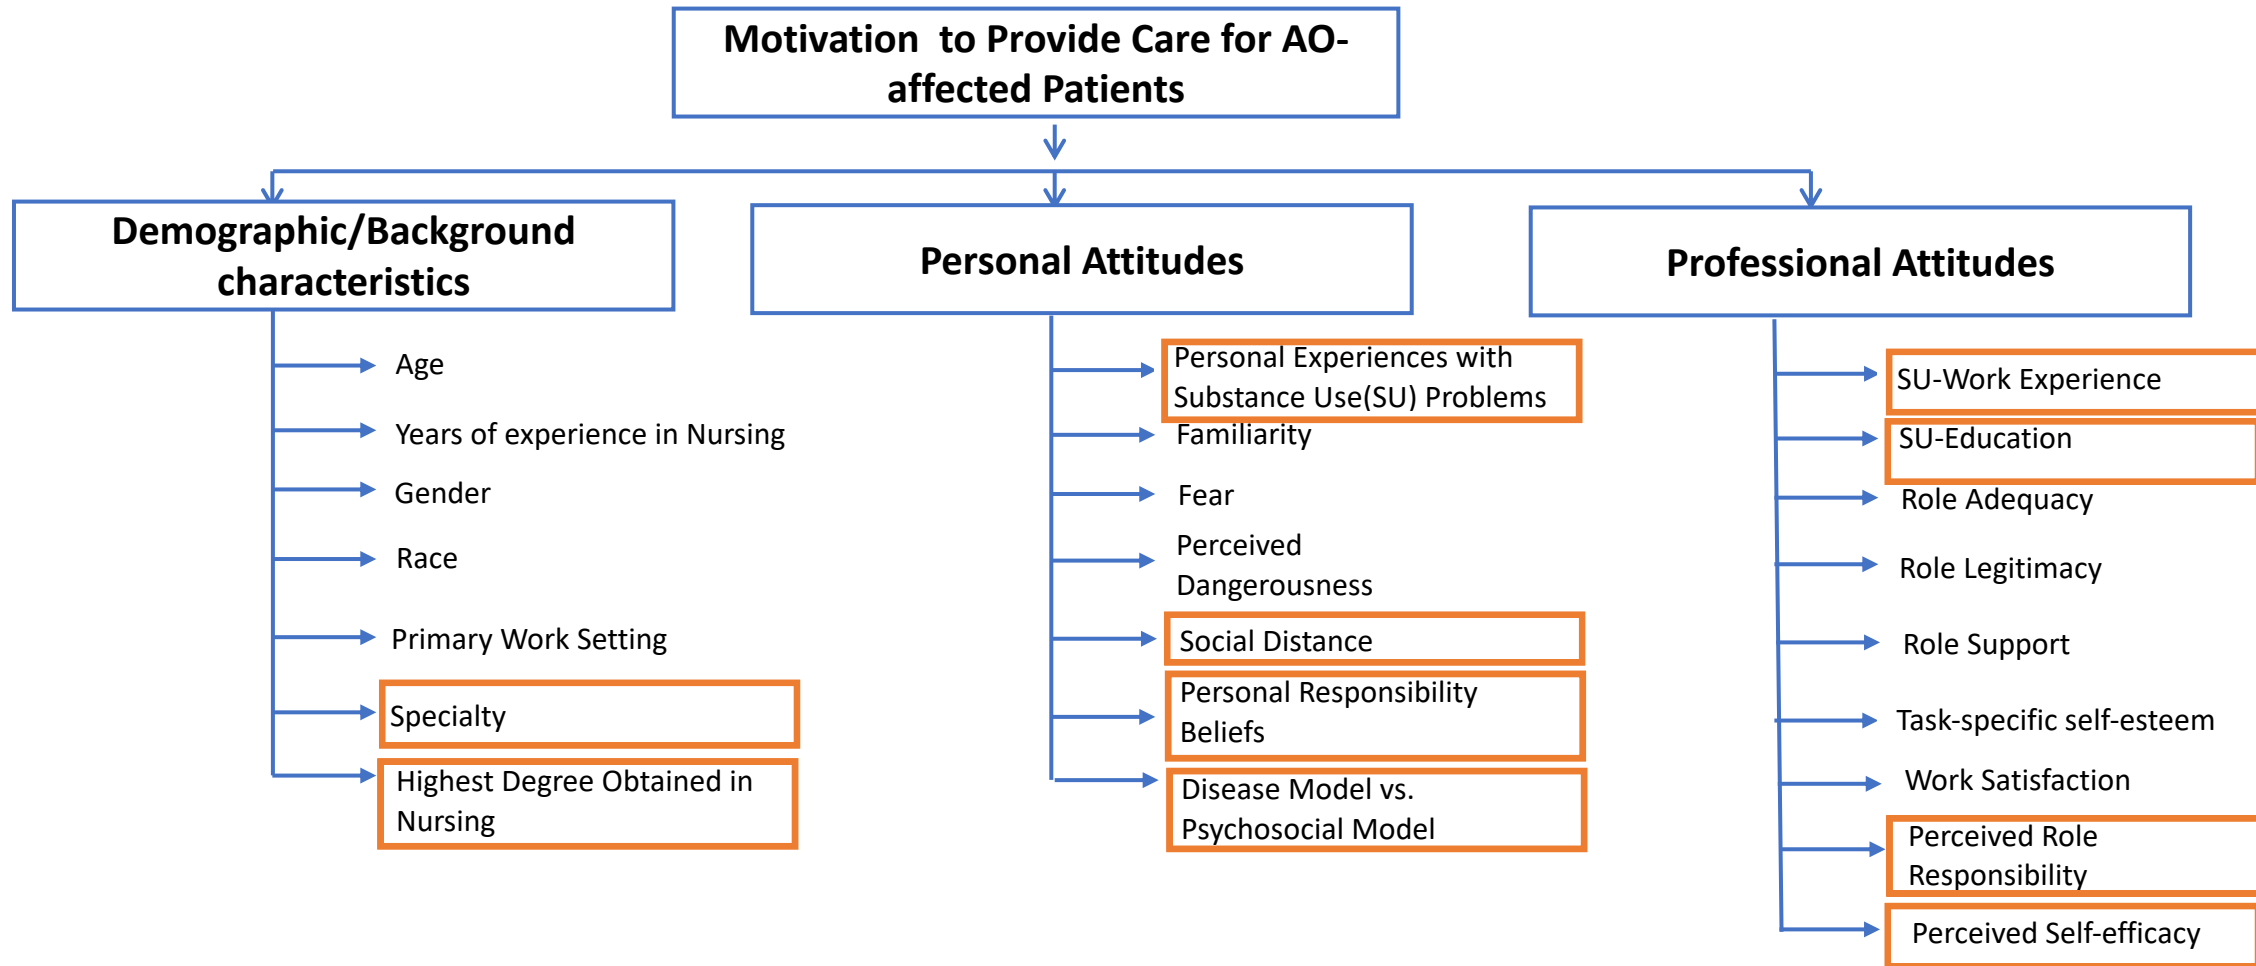 Motivation  to Provide Care for AO-
affected Patients
Demographic/Background
characteristics
Age
Years of experience in Nursing
Gender
Race
Primary Work Setting
Specialty
Highest Degree Obtained in
Nursing
Personal Attitudes
Personal Experiences with
Substance Use(SU) Problems
Familiarity
Fear
Perceived
Dangerousness
Social Distance
Personal Responsibility
Beliefs
Disease Model vs.
Psychosocial Model
Professional Attitudes
SU-Work Experience
SU-Education
Role Adequacy
Role Legitimacy
Role Support
Task-specific self-esteem
Work Satisfaction
Perceived Role
Responsibility
Perceived Self-efficacy